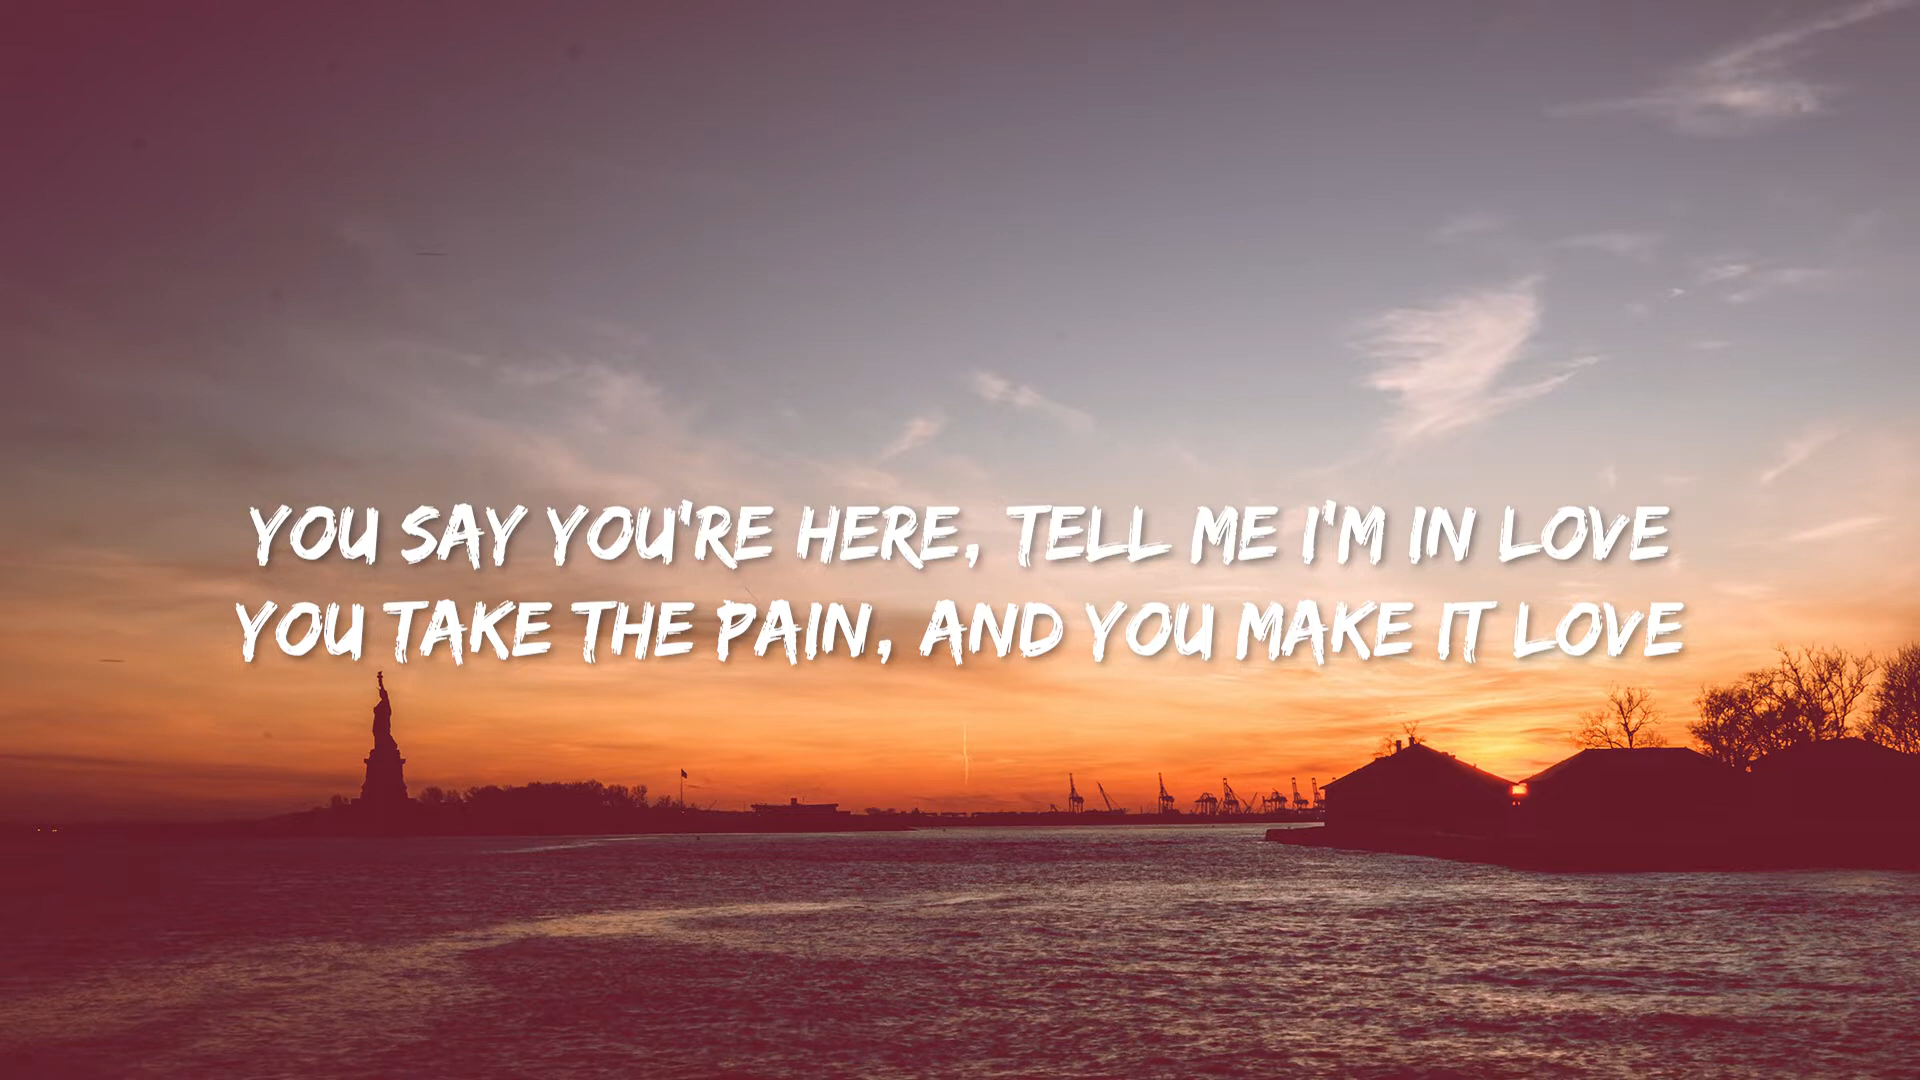 YOU SAY YOU'RE HERE, TELL ME I'M IN LOVE
YOU TAKE THE PAIN, AND YOU MAKE IT LOVE